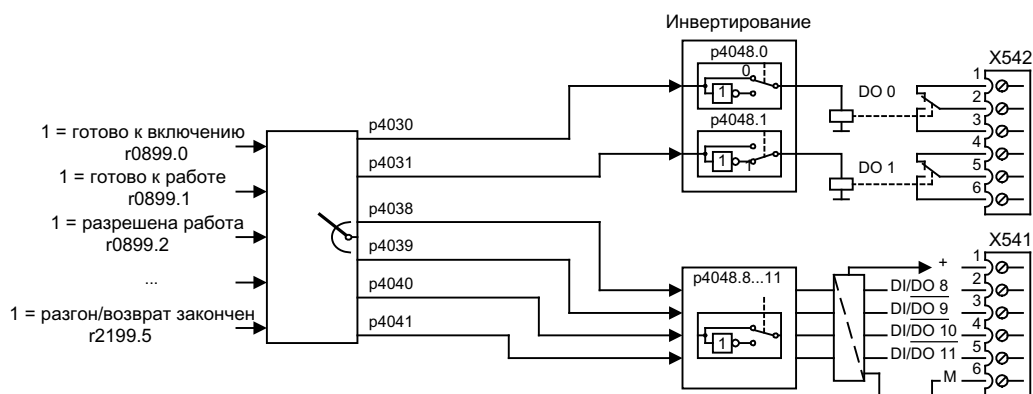 Инвертирование
p4048.0
0
1
DO 0
X542
1
2
3
4
5
6
p4048.1
1
1
DO 1
1 = готово к включению
r0899.0
1 = готово к работе
r0899.1
1 = разрешена работа
r0899.2
...
1 = разгон/возврат закончен
r2199.5
p4030
p4031
p4038
p4039
p4040
p4041
p4048.8...11
1
X541
+
1
DI/DO 8
2
DI/DO 9
3
DI/DO 10
4
DI/DO 11
5
M
6